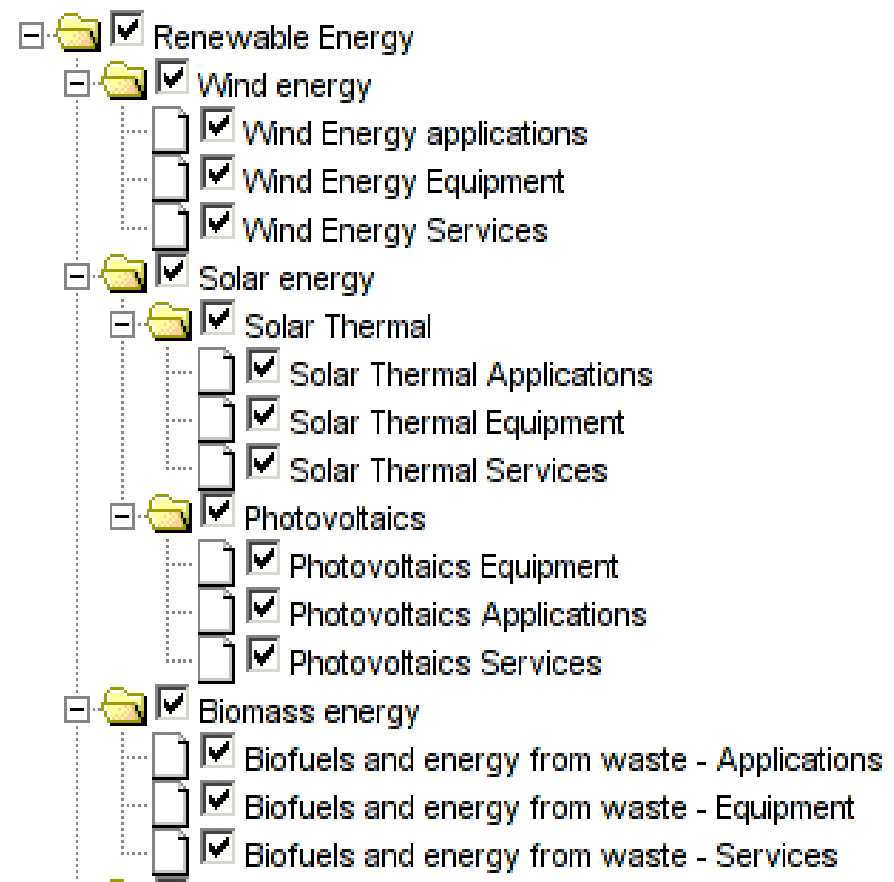 Renewable Energy
Wind energy
Wind Energy applications
Wind Energy Equipment
Wind Energy Services
Solar energy
Solar Thermal
Solar Thermal Applications
Solar Thermal Equipment
Solar Thermal Services
Photovoltaics
Photovoltaics Equipment
Photovoltaics Applications
Photovoltaics Services
Biomass energy
Biofuels and energy from waste - Applications
Biofuels and energy from waste - Equipment
Biofuels and energy from waste - Services